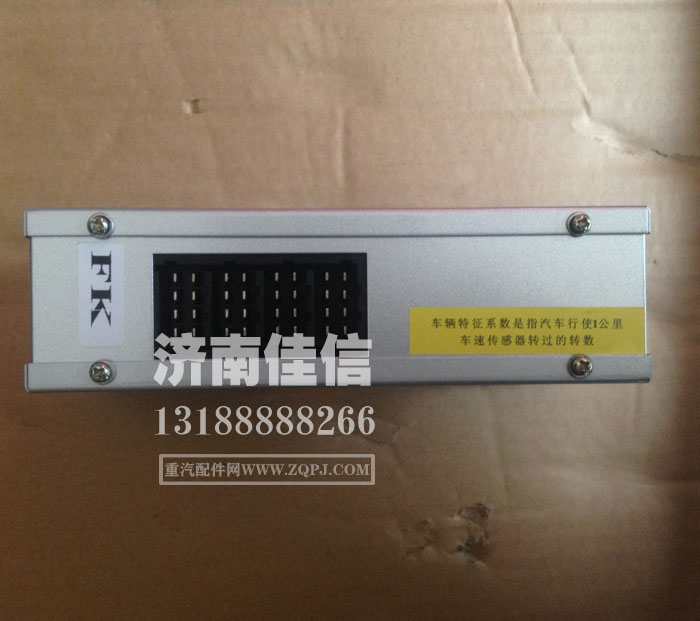 FK
车辆特征系数是指汽车行使1公里
车速传感器转过的转数
济南佳信
13188888266
重汽配件网WWW.ZQPJ.COM